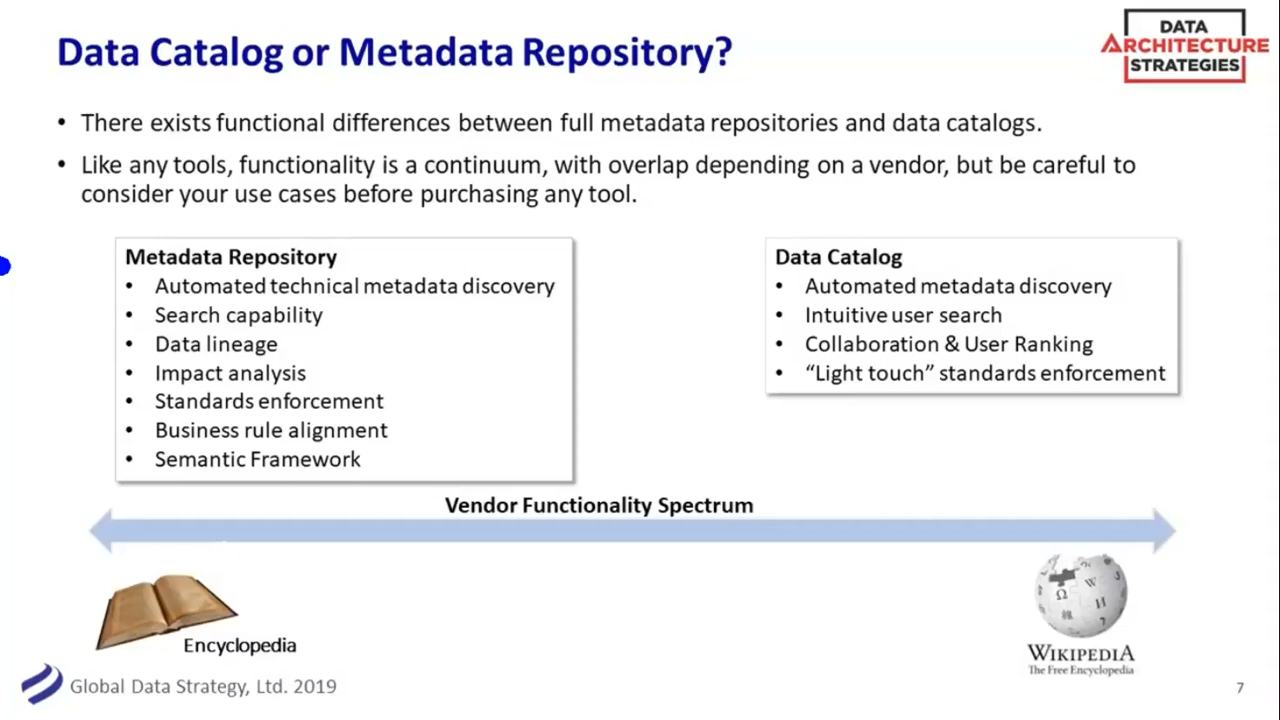 Data Catalog or Metadata Repository?
DATA
ARCHITECTURE
STRATEGIES
• There exists functional differences between full metadata repositories and data catalogs.
• Like any tools, functionality is a continuum, with overlap depending on a vendor, but be careful to
consider your use cases before purchasing any tool.
Metadata Repository
• Automated technical metadata discovery
• Search capability
• Data lineage
• Impact analysis
• Standards enforcement
• Business rule alignment
• Semantic Framework
Data Catalog
• Automated metadata discovery
• Intuitive user search
• Collaboration & User Ranking
• “Light touch” standards enforcement
Vendor Functionality Spectrum
Encyclopedia
Ω W И
WIKIPEDIA
The Free Encyclopedia
Global Data Strategy, Ltd. 2019
7